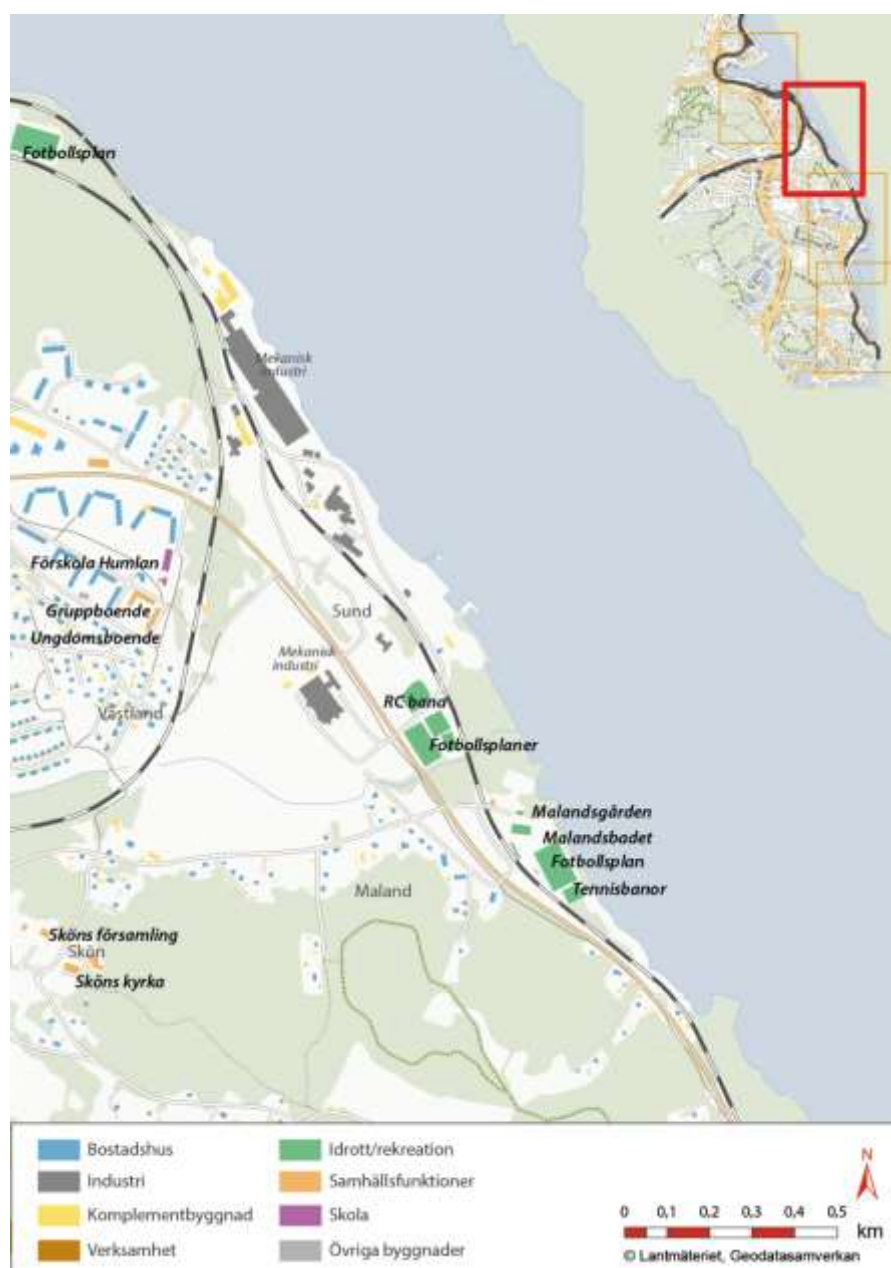 Fotbollsplan
Mekanisk
industri
Förskola Humlan
Gruppboende
Ungdomsboende
Sund
Mekanisk
industri
Västland
RC bana
Fotbollsplaner
Malandsgården
Malandsbadet
Fotbollsplan
Tennisbanor
Maland
Sköns församling
Skön
Sköns kyrka
Bostadshus
Industri
Komplementbyggnad
Verksamhet
Idrott/rekreation
Samhällsfunktioner
Skola
Övriga byggnader
N
0 0,1 0,2 0,3 0,4 0,5
km
© Lantmäteriet, Geodatasamverkan